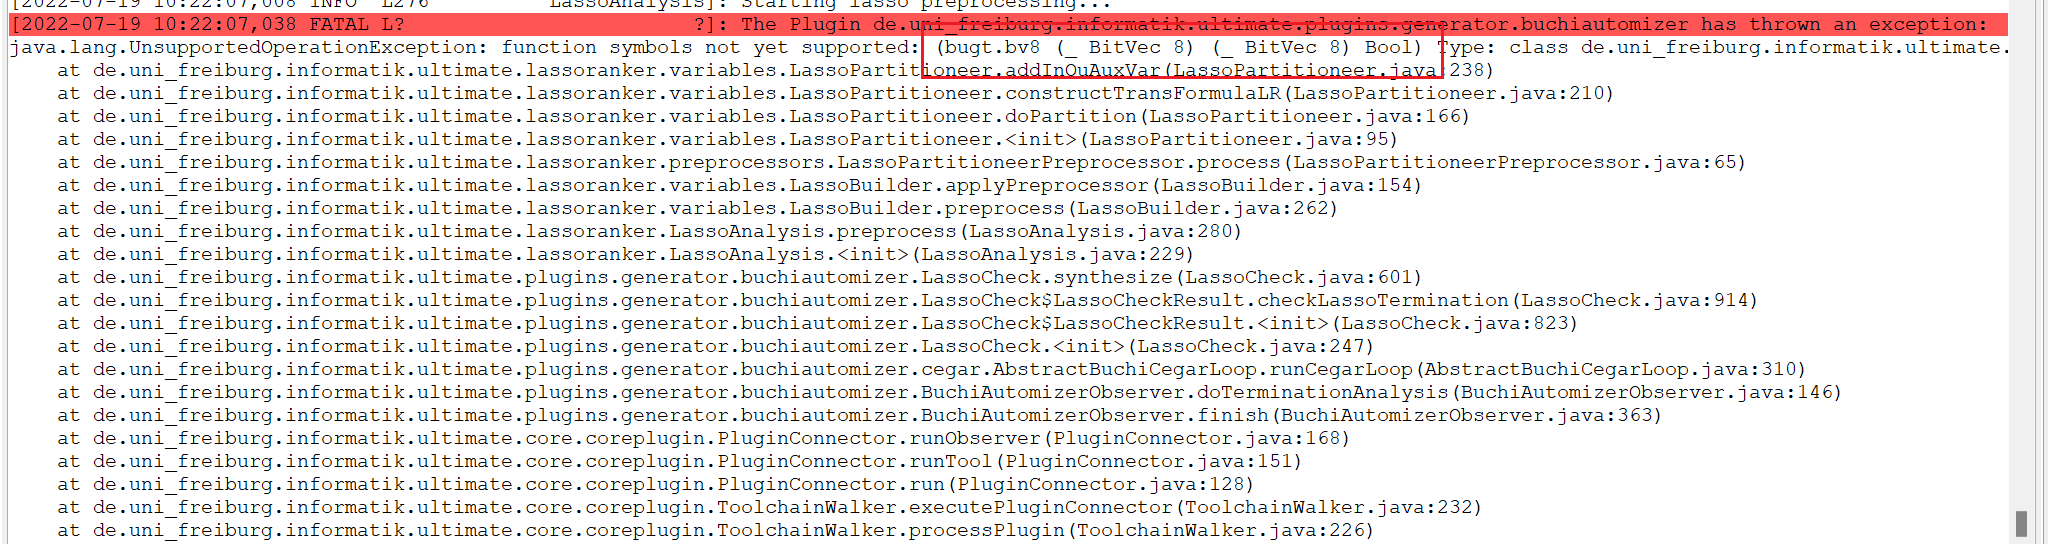 [2022-07-19 10:22:07,008 INFO  L276          LassoAnalysis]: Starting lasso preprocessing...
[2022-07-19 10:22:07,038 FATAL L?                        ?]: The Plugin de.uni_freiburg.informatik.ultimate.plugins.generator.buchiautomizer has thrown an exception:
java.lang.UnsupportedOperationException: function symbols not yet supported: (bugt.bv8 (_ BitVec 8) (_ BitVec 8) Bool) Type: class de.uni_freiburg.informatik.ultimate.
    at de.uni_freiburg.informatik.ultimate.lassoranker.variables.LassoPartitioneer.addInOuAuxVar(LassoPartitioneer.java:238)
    at de.uni_freiburg.informatik.ultimate.lassoranker.variables.LassoPartitioneer.constructTransFormulaLR(LassoPartitioneer.java:210)
    at de.uni_freiburg.informatik.ultimate.lassoranker.variables.LassoPartitioneer.doPartition(LassoPartitioneer.java:166)
    at de.uni_freiburg.informatik.ultimate.lassoranker.variables.LassoPartitioneer.<init>(LassoPartitioneer.java:95)
    at de.uni_freiburg.informatik.ultimate.lassoranker.preprocessors.LassoPartitioneerPreprocessor.process(LassoPartitioneerPreprocessor.java:65)
    at de.uni_freiburg.informatik.ultimate.lassoranker.variables.LassoBuilder.applyPreprocessor(LassoBuilder.java:154)
    at de.uni_freiburg.informatik.ultimate.lassoranker.variables.LassoBuilder.preprocess(LassoBuilder.java:262)
    at de.uni_freiburg.informatik.ultimate.lassoranker.LassoAnalysis.preprocess(LassoAnalysis.java:280)
    at de.uni_freiburg.informatik.ultimate.lassoranker.LassoAnalysis.<init>(LassoAnalysis.java:229)
    at de.uni_freiburg.informatik.ultimate.plugins.generator.buchiautomizer.LassoCheck.synthesize(LassoCheck.java:601)
    at de.uni_freiburg.informatik.ultimate.plugins.generator.buchiautomizer.LassoCheck$LassoCheckResult.checkLassoTermination(LassoCheck.java:914)
    at de.uni_freiburg.informatik.ultimate.plugins.generator.buchiautomizer.LassoCheck$LassoCheckResult.<init>(LassoCheck.java:823)
    at de.uni_freiburg.informatik.ultimate.plugins.generator.buchiautomizer.LassoCheck.<init>(LassoCheck.java:247)
    at de.uni_freiburg.informatik.ultimate.plugins.generator.buchiautomizer.cegar.AbstractBuchiCegarLoop.runCegarLoop(AbstractBuchiCegarLoop.java:310)
    at de.uni_freiburg.informatik.ultimate.plugins.generator.buchiautomizer.BuchiAutomizerObserver.doTerminationAnalysis(BuchiAutomizerObserver.java:146)
    at de.uni_freiburg.informatik.ultimate.plugins.generator.buchiautomizer.BuchiAutomizerObserver.finish(BuchiAutomizerObserver.java:363)
    at de.uni_freiburg.informatik.ultimate.core.coreplugin.PluginConnector.runObserver(PluginConnector.java:168)
    at de.uni_freiburg.informatik.ultimate.core.coreplugin.PluginConnector.runTool(PluginConnector.java:151)
    at de.uni_freiburg.informatik.ultimate.core.coreplugin.PluginConnector.run(PluginConnector.java:128)
    at de.uni_freiburg.informatik.ultimate.core.coreplugin.ToolchainWalker.executePluginConnector(ToolchainWalker.java:232)
    at de.uni_freiburg.informatik.ultimate.core.coreplugin.ToolchainWalker.processPlugin(ToolchainWalker.java:226)